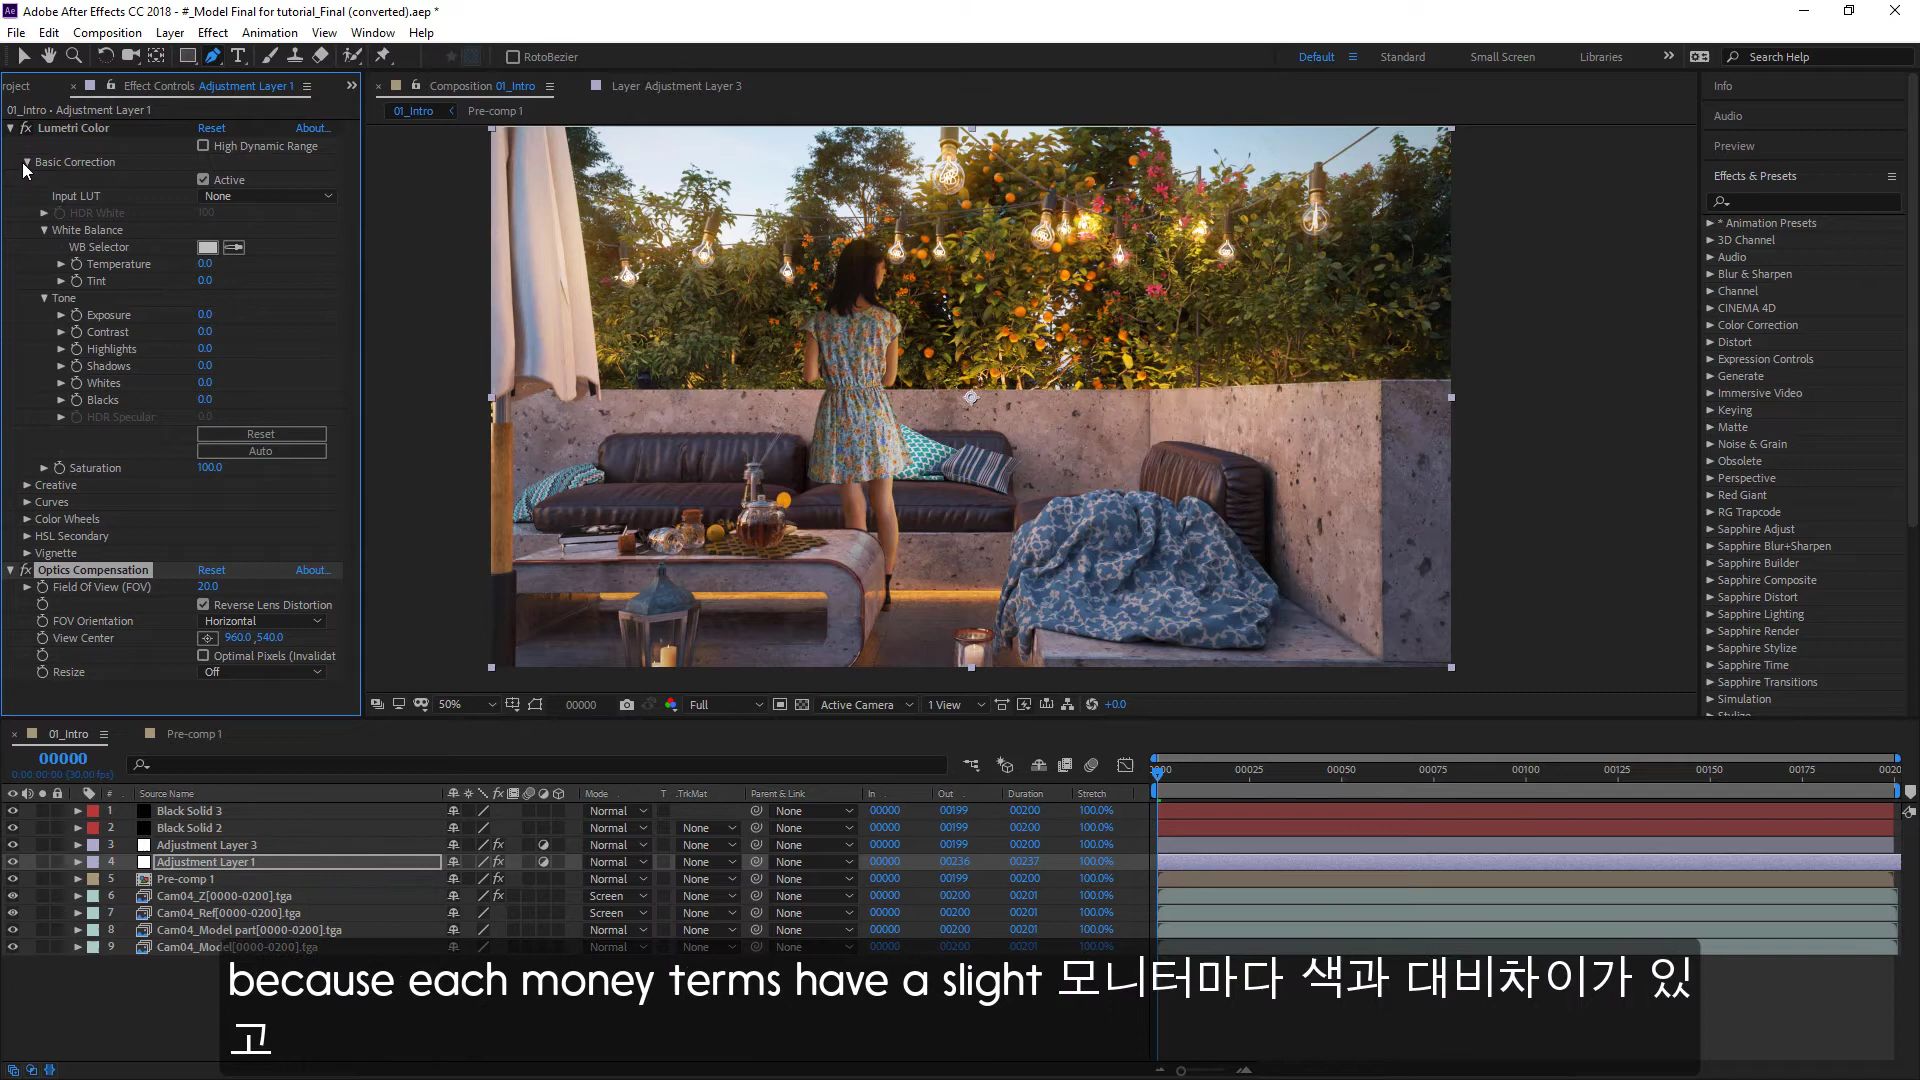 Adobe After Effects CC 2018 - #_Model Final for tutorial_Final (converted).aep *
File Edit Composition Layer Effect Animation View Window Help
RotoBezier
Default Standard Small Screen Libraries Search Help
roject Effect Controls Adjustment Layer 1
01_Intro • Adjustment Layer 1
Lumetri Color Reset About...
High Dynamic Range
Basic Correction
Active
Input LUT None
HDR White 100
White Balance
WB Selector
Temperature 0.0
Tint 0.0
Tone
Exposure 0.0
Contrast 0.0
Highlights 0.0
Shadows 0.0
Whites 0.0
Blacks 0.0
HDR Specular 0.0
Reset
Auto
Saturation 100.0
Creative
Curves
Color Wheels
HSL Secondary
Vignette
Optics Compensation Reset About...
Field Of View (FOV) 20.0
Reverse Lens Distortion
FOV Orientation Horizontal
View Center 960.0 ,540.0
Optimal Pixels (Invalidat
Resize Off
Composition 01_Intro Layer Adjustment Layer 3
01_Intro Pre-comp 1
50% 00000 Full Active Camera 1 View +0.0
Info
Audio
Preview
Effects & Presets
* Animation Presets
3D Channel
Audio
Blur & Sharpen
Channel
CINEMA 4D
Color Correction
Distort
Expression Controls
Generate
Immersive Video
Keying
Matte
Noise & Grain
Obsolete
Perspective
Red Giant
RG Trapcode
Sapphire Adjust
Sapphire Blur+Sharpen
Sapphire Builder
Sapphire Composite
Sapphire Distort
Sapphire Lighting
Sapphire Render
Sapphire Stylize
Sapphire Time
Sapphire Transitions
Simulation
Stylize
01_Intro Pre-comp 1
00000
0:00:00:00 (30.00 fps)
0000 00025 00050 00075 00100 00125 00150 00175 0020
# Source Name Mode T .TrkMat Parent & Link In Out Duration Stretch
1 Black Solid 3 Normal None 00000 00199 00200 100.0%
2 Black Solid 2 Normal None None 00000 00199 00200 100.0%
3 Adjustment Layer 3 Normal None None 00000 00199 00200 100.0%
4 Adjustment Layer 1 Normal None None 00000 00236 00237 100.0%
5 Pre-comp 1 Normal None None 00000 00199 00200 100.0%
6 Cam04_Z[0000-0200].tga Screen None None 00000 00200 00201 100.0%
7 Cam04_Ref[0000-0200].tga Screen None None 00000 00200 00201 100.0%
8 Cam04_Model part[0000-0200].tga Normal None None 00000 00200 00201 100.0%
9 Cam04_Model[0000-0200].tga Normal None None 00000 00200 00201 100.0%
because each money terms have a slight 모니터마다 색과 대비차이가 있
고